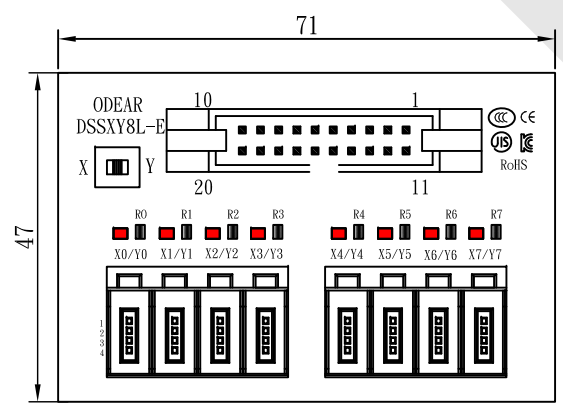 71
47
ODEAR
DSSXY8L-E
10 1
X Y
20 11
CCC CE
JIS
RoHS
R0 R1 R2 R3 R4 R5 R6 R7
X0/Y0 X1/Y1 X2/Y2 X3/Y3 X4/Y4 X5/Y5 X6/Y6 X7/Y7
1
2
3
4